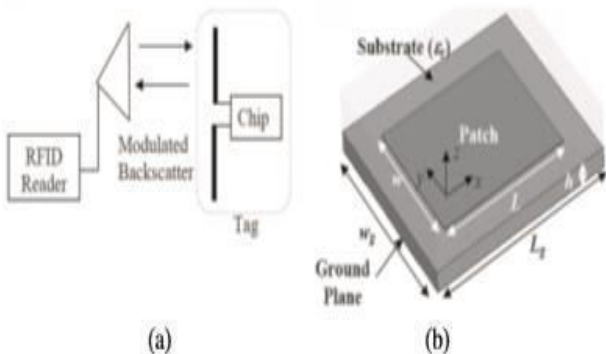 RFID
Reader
Modulated
Backscatter
Chip
Tag
(a)
Substrate (εr)
Patch
z
y
x
w
L
h
wg
Lg
Ground
Plane
(b)